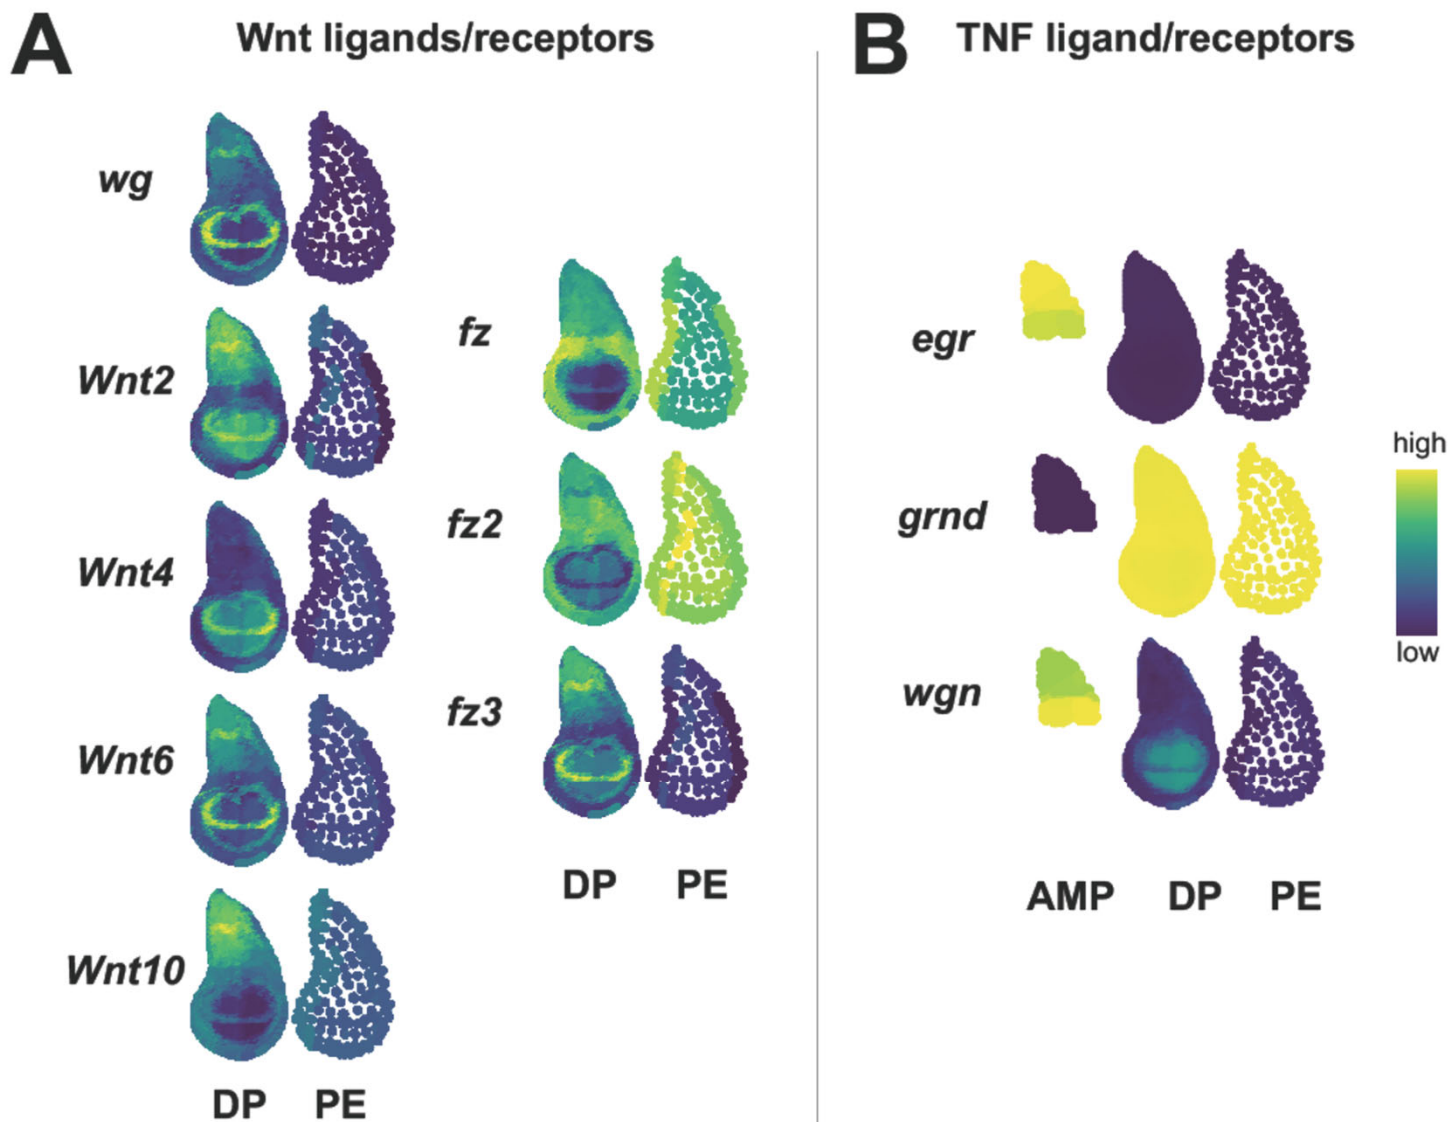 A
Wnt ligands/receptors
wg
Wnt2
Wnt4
Wnt6
Wnt10
DP PE
fz
fz2
fz3
DP PE
B
TNF ligand/receptors
egr
grnd
wgn
AMP DP PE
high
low